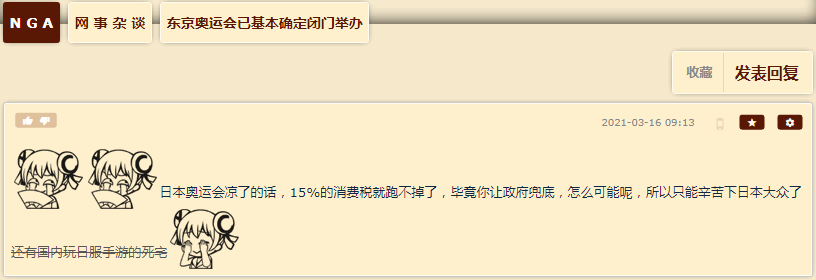 NGA 网事杂谈 东京奥运会已基本确定闭门举办
收藏 发表回复
2021-03-16 09:13
日本奥运会凉了的话，15%的消费税就跑不掉了，毕竟你让政府兜底，怎么可能呢，所以只能辛苦下日本大众了
还有国内玩日服手游的死宅